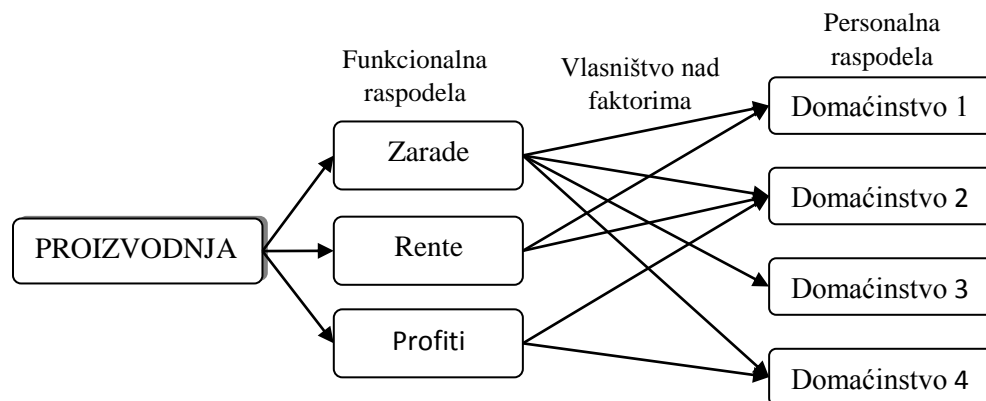 Personalna
raspodela
Funkcionalna
raspodela
Vlasništvo nad
faktorima
PROIZVODNJA
Zarade
Rente
Profiti
Domaćinstvo 1
Domaćinstvo 2
Domaćinstvo 3
Domaćinstvo 4